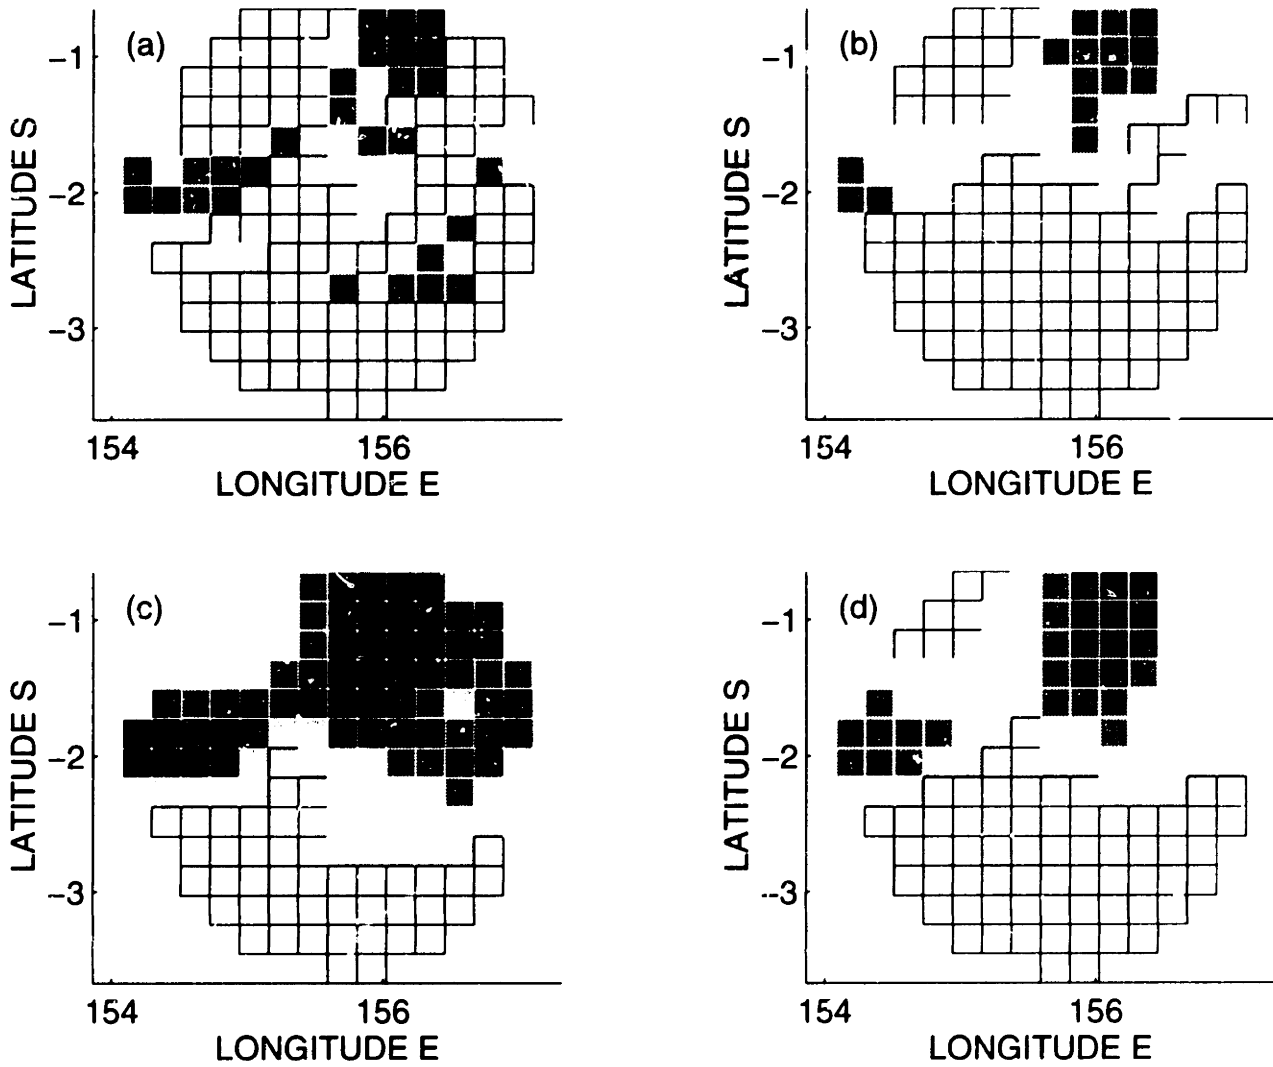 (a)
-1
-2
-3
LATITUDE S
154
156
LONGITUDE E
(b)
-1
-2
-3
LATITUDE S
154
156
LONGITUDE E
(c)
-1
-2
-3
LATITUDE S
154
156
LONGITUDE E
(d)
-1
-2
-3
LATITUDE S
154
156
LONGITUDE E